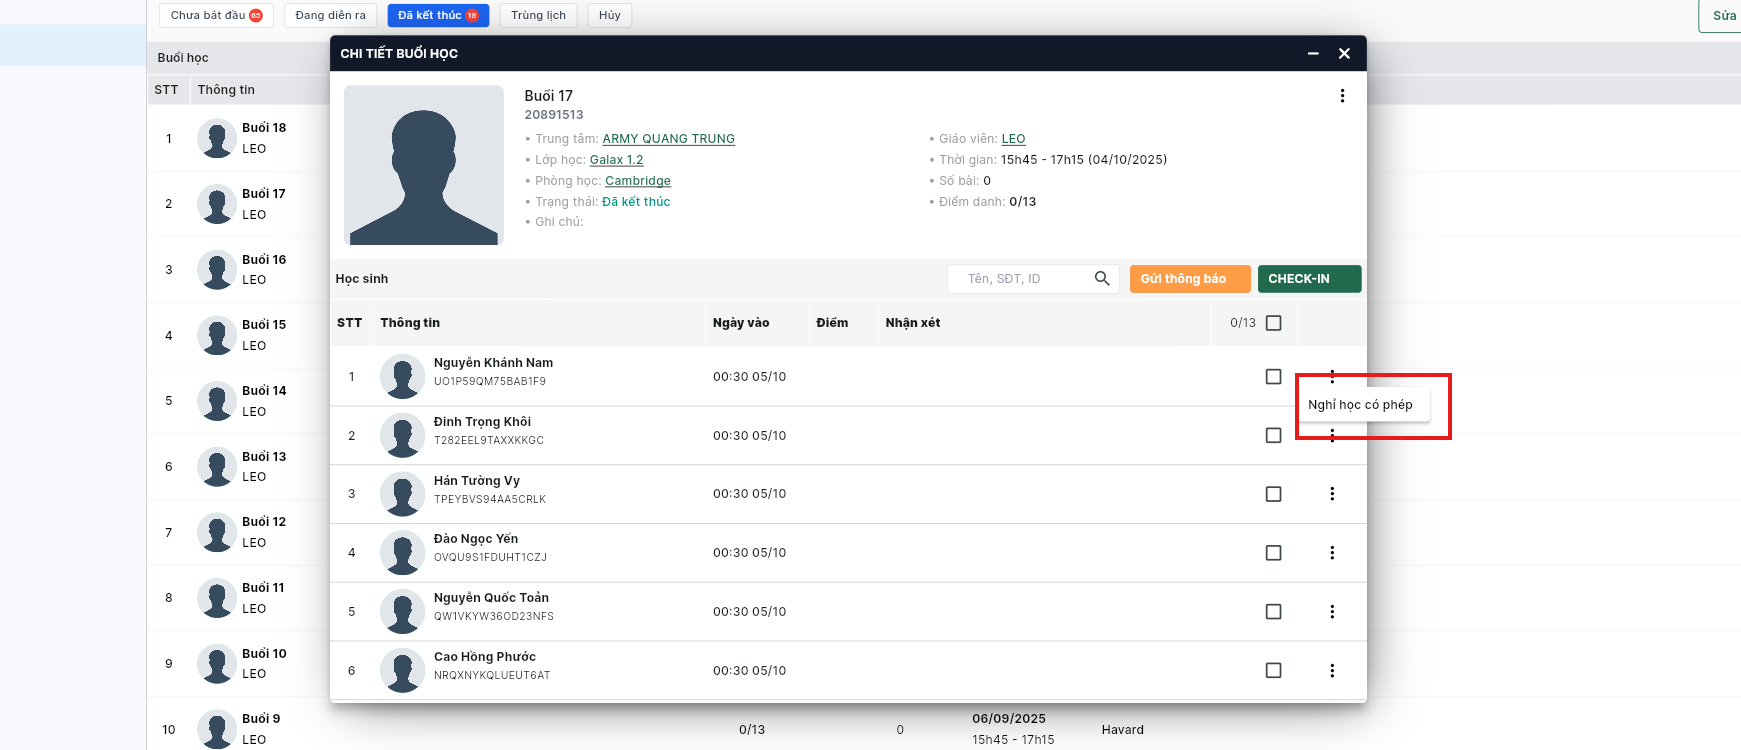 Chưa bắt đầu 65 Đang diễn ra Đã kết thúc 18 Trùng lịch Hủy Sửa
Buổi học
STT Thông tin
1 Buổi 18
LEO
2 Buổi 17
LEO
3 Buổi 16
LEO
4 Buổi 15
LEO
5 Buổi 14
LEO
6 Buổi 13
LEO
7 Buổi 12
LEO
8 Buổi 11
LEO
9 Buổi 10
LEO
10 Buổi 9
LEO
0/13 0 06/09/2025 Havard
15h45 - 17h15
CHI TIẾT BUỔI HỌC
Buổi 17
20891513
• Trung tâm: ARMY QUANG TRUNG
• Lớp học: Galax 1.2
• Phòng học: Cambridge
• Trạng thái: Đã kết thúc
• Ghi chú:
• Giáo viên: LEO
• Thời gian: 15h45 - 17h15 (04/10/2025)
• Số bài: 0
• Điểm danh: 0/13
Học sinh Tên, SĐT, ID Gửi thông báo CHECK-IN
STT Thông tin Ngày vào Điểm Nhận xét 0/13
1 Nguyễn Khánh Nam 00:30 05/10
UO1P59QM75BAB1F9
Nghỉ học có phép
2 Đinh Trọng Khôi 00:30 05/10
T282EEL9TAXXKKGC
3 Hán Tường Vy 00:30 05/10
TPEYBVS94AA5CRLK
4 Đào Ngọc Yến 00:30 05/10
OVQU9S1FDUHT1CZJ
5 Nguyễn Quốc Toản 00:30 05/10
QW1VKYW36OD23NFS
6 Cao Hồng Phước 00:30 05/10
NRQXNYKQLUEUT6AT